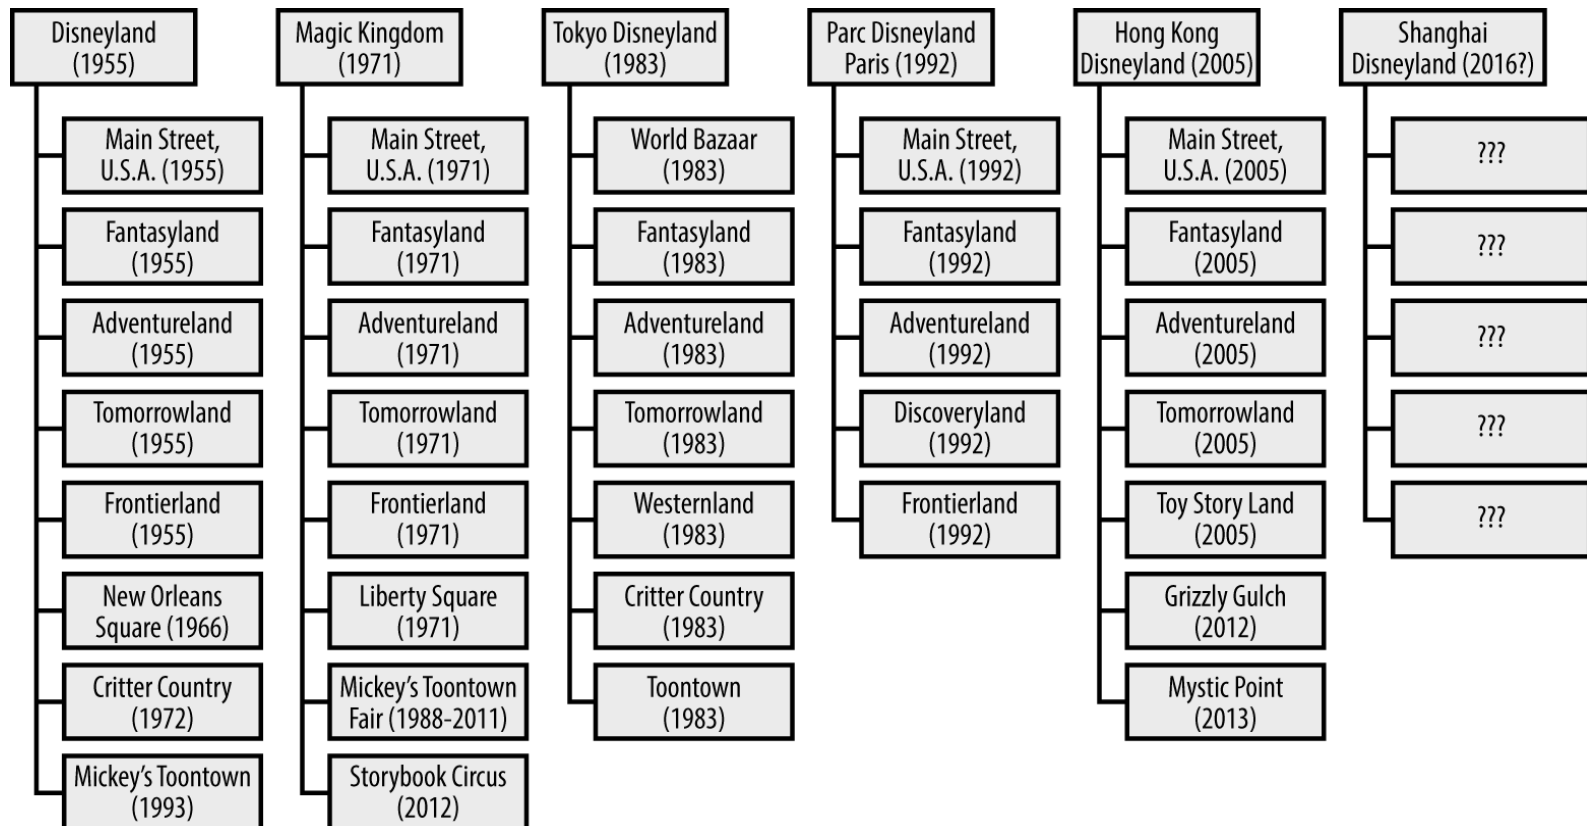 Disneyland
(1955)
Main Street,
U.S.A. (1955)
Fantasyland
(1955)
Adventureland
(1955)
Tomorrowland
(1955)
Frontierland
(1955)
New Orleans
Square (1966)
Critter Country
(1972)
Mickey’s Toontown
(1993)
Magic Kingdom
(1971)
Main Street,
U.S.A. (1971)
Fantasyland
(1971)
Adventureland
(1971)
Tomorrowland
(1971)
Frontierland
(1971)
Liberty Square
(1971)
Mickey’s Toontown
Fair (1988-2011)
Storybook Circus
(2012)
Tokyo Disneyland
(1983)
World Bazaar
(1983)
Fantasyland
(1983)
Adventureland
(1983)
Tomorrowland
(1983)
Westernland
(1983)
Critter Country
(1983)
Toontown
(1983)
Parc Disneyland
Paris (1992)
Main Street,
U.S.A. (1992)
Fantasyland
(1992)
Adventureland
(1992)
Discoveryland
(1992)
Frontierland
(1992)
Hong Kong
Disneyland (2005)
Main Street,
U.S.A. (2005)
Fantasyland
(2005)
Adventureland
(2005)
Tomorrowland
(2005)
Toy Story Land
(2005)
Grizzly Gulch
(2012)
Mystic Point
(2013)
Shanghai
Disneyland (2016?)
???
???
???
???
???